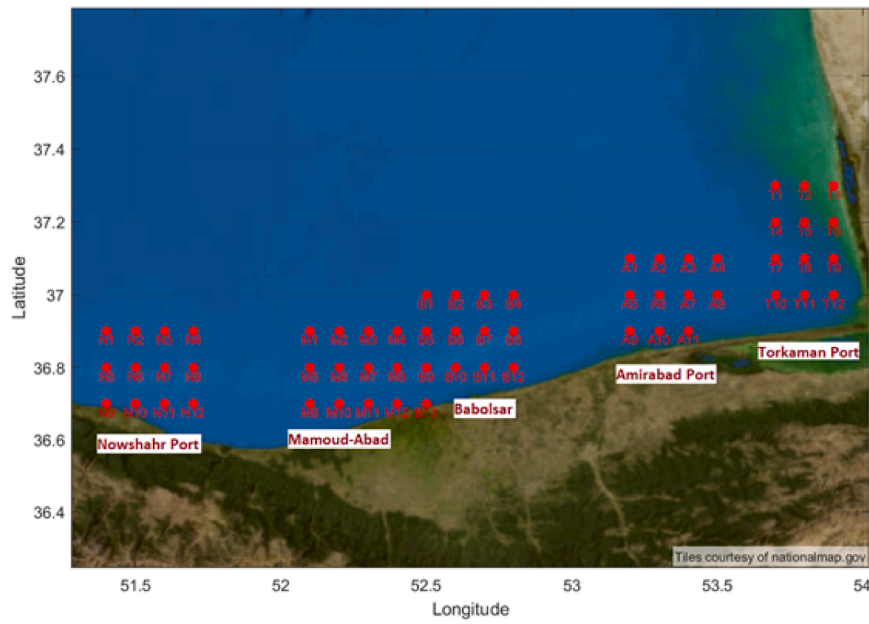 37.6
37.4
T1 T2 T3
37.2
T4 T5 T6
A1 A2 A3 A4 T7 T8 T9
37
B1 B2 B3 B4 A5 A6 A7 A8 T10 T11 T12
N1 N2 N3 N4 M1 M2 M3 M4 B5 B6 B7 B8 A9 A10 A11
Torkaman Port
36.8
N5 N6 N7 N8 M5 M6 M7 M8 B9 B10 B11 B12
Amirabad Port
N10 N11 N12 M9 M10 M11 M12
Babolsar
Nowshahr Port
Mamoud-Abad
36.6
36.4
Tiles courtesy of nationalmap.gov
51.5 52 52.5 53 53.5 54
Longitude
Latitude